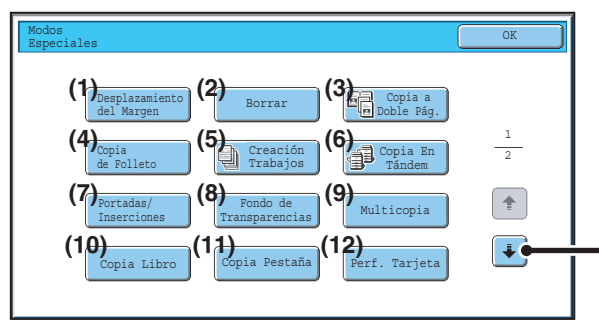 Modos
Especiales
OK
(1) Desplazamiento
del Margen
(2) Borrar
(3) Copia a
Doble Pág.
(4) Copia
de Folleto
(5) Creación
Trabajos
(6) Copia En
Tándem
1
2
(7) Portadas/
Inserciones
(8) Fondo de
Transparencias
(9) Multicopia
(10) Copia Libro
(11) Copia Pestaña
(12) Perf. Tarjeta